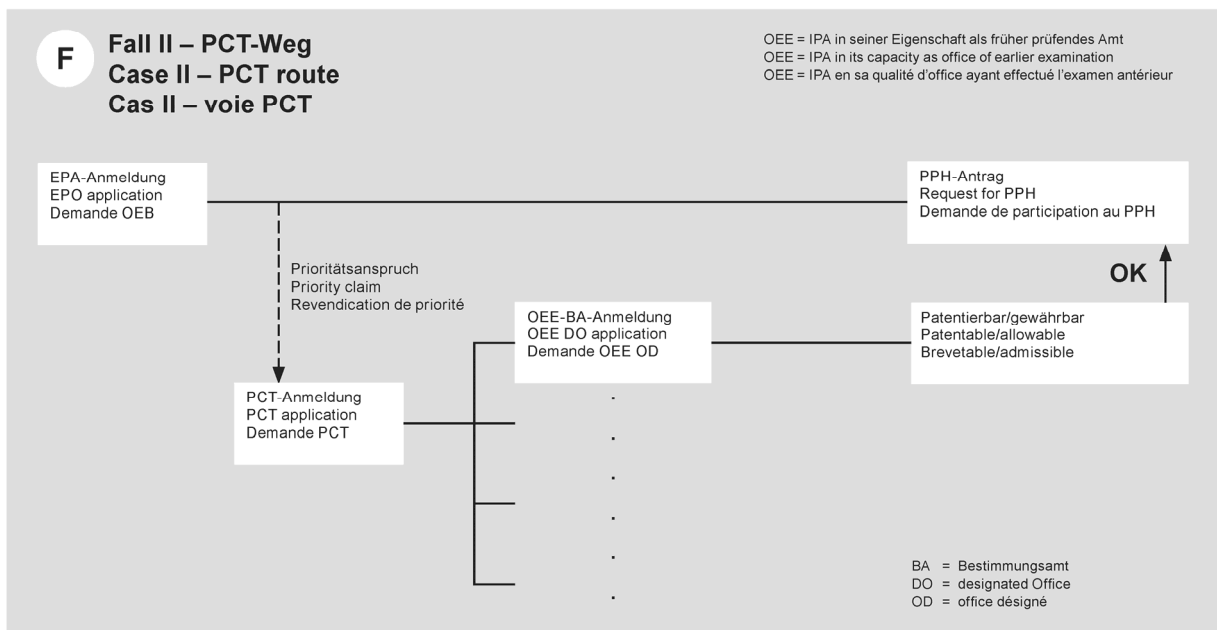 F
Fall II – PCT-Weg
Case II – PCT route
Cas II – voie PCT
OEE = IPA in seiner Eigenschaft als früher prüfendes Amt
OEE = IPA in its capacity as office of earlier examination
OEE = IPA en sa qualité d'office ayant effectué l'examen antérieur
EPA-Anmeldung
EPO application
Demande OEB
PPH-Antrag
Request for PPH
Demande de participation au PPH
Prioritätsanspruch
Priority claim
Revendication de priorité
OK
OEE-BA-Anmeldung
OEE DO application
Demande OEE OD
Patentierbar/gewährbar
Patentable/allowable
Brevetable/admissible
PCT-Anmeldung
PCT application
Demande PCT
BA = Bestimmungsamt
DO = designated Office
OD = office désigné